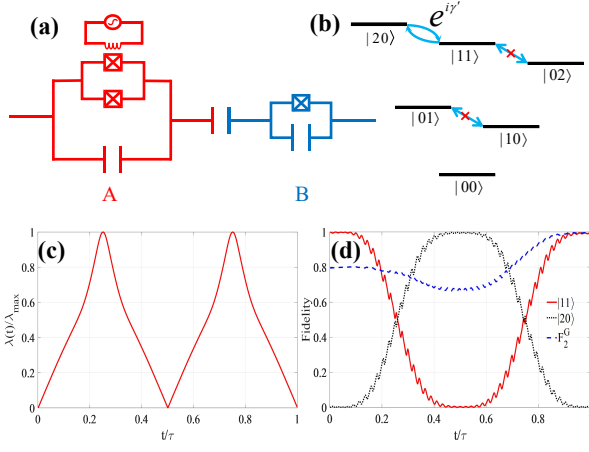 (a)
A
B
(b)
e^{iγ'}
|20⟩
|11⟩
|02⟩
|01⟩
|10⟩
|00⟩
(c)
λ(t)/λ_max
1
0.8
0.6
0.4
0.2
0
0 0.2 0.4 0.6 0.8 1
t/τ
(d)
Fidelity
1
0.8
0.6
0.4
0.2
0
|11⟩
|20⟩
F_2^G
0 0.2 0.4 0.6 0.8
t/τ